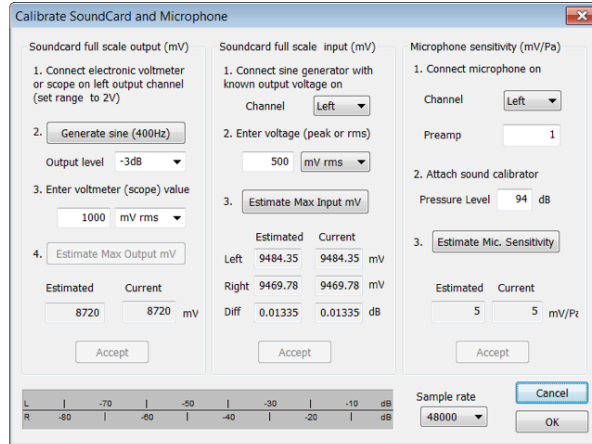 Calibrate SoundCard and Microphone
Soundcard full scale output (mV)
1. Connect electronic voltmeter
or scope on left output channel
(set range to 2V)
2. Generate sine (400Hz)
Output level -3dB
3. Enter voltmeter (scope) value
1000 mV rms
4. Estimate Max Output mV
Estimated Current
8720 8720 mV
Accept
Soundcard full scale input (mV)
1. Connect sine generator with
known output voltage on
Channel Left
2. Enter voltage (peak or rms)
500 mV rms
3. Estimate Max Input mV
Estimated Current
Left 9484.35 9484.35 mV
Right 9469.78 9469.78 mV
Diff 0.01335 0.01335 dB
Accept
Microphone sensitivity (mV/Pa)
1. Connect microphone on
Channel Left
Preamp 1
2. Attach sound calibrator
Pressure Level 94 dB
3. Estimate Mic. Sensitivity
Estimated Current
5 5 mV/Pa
Accept
L -70 -50 -30 -10 dB
R -80 -60 -40 -20 dB
Sample rate
48000
Cancel
OK